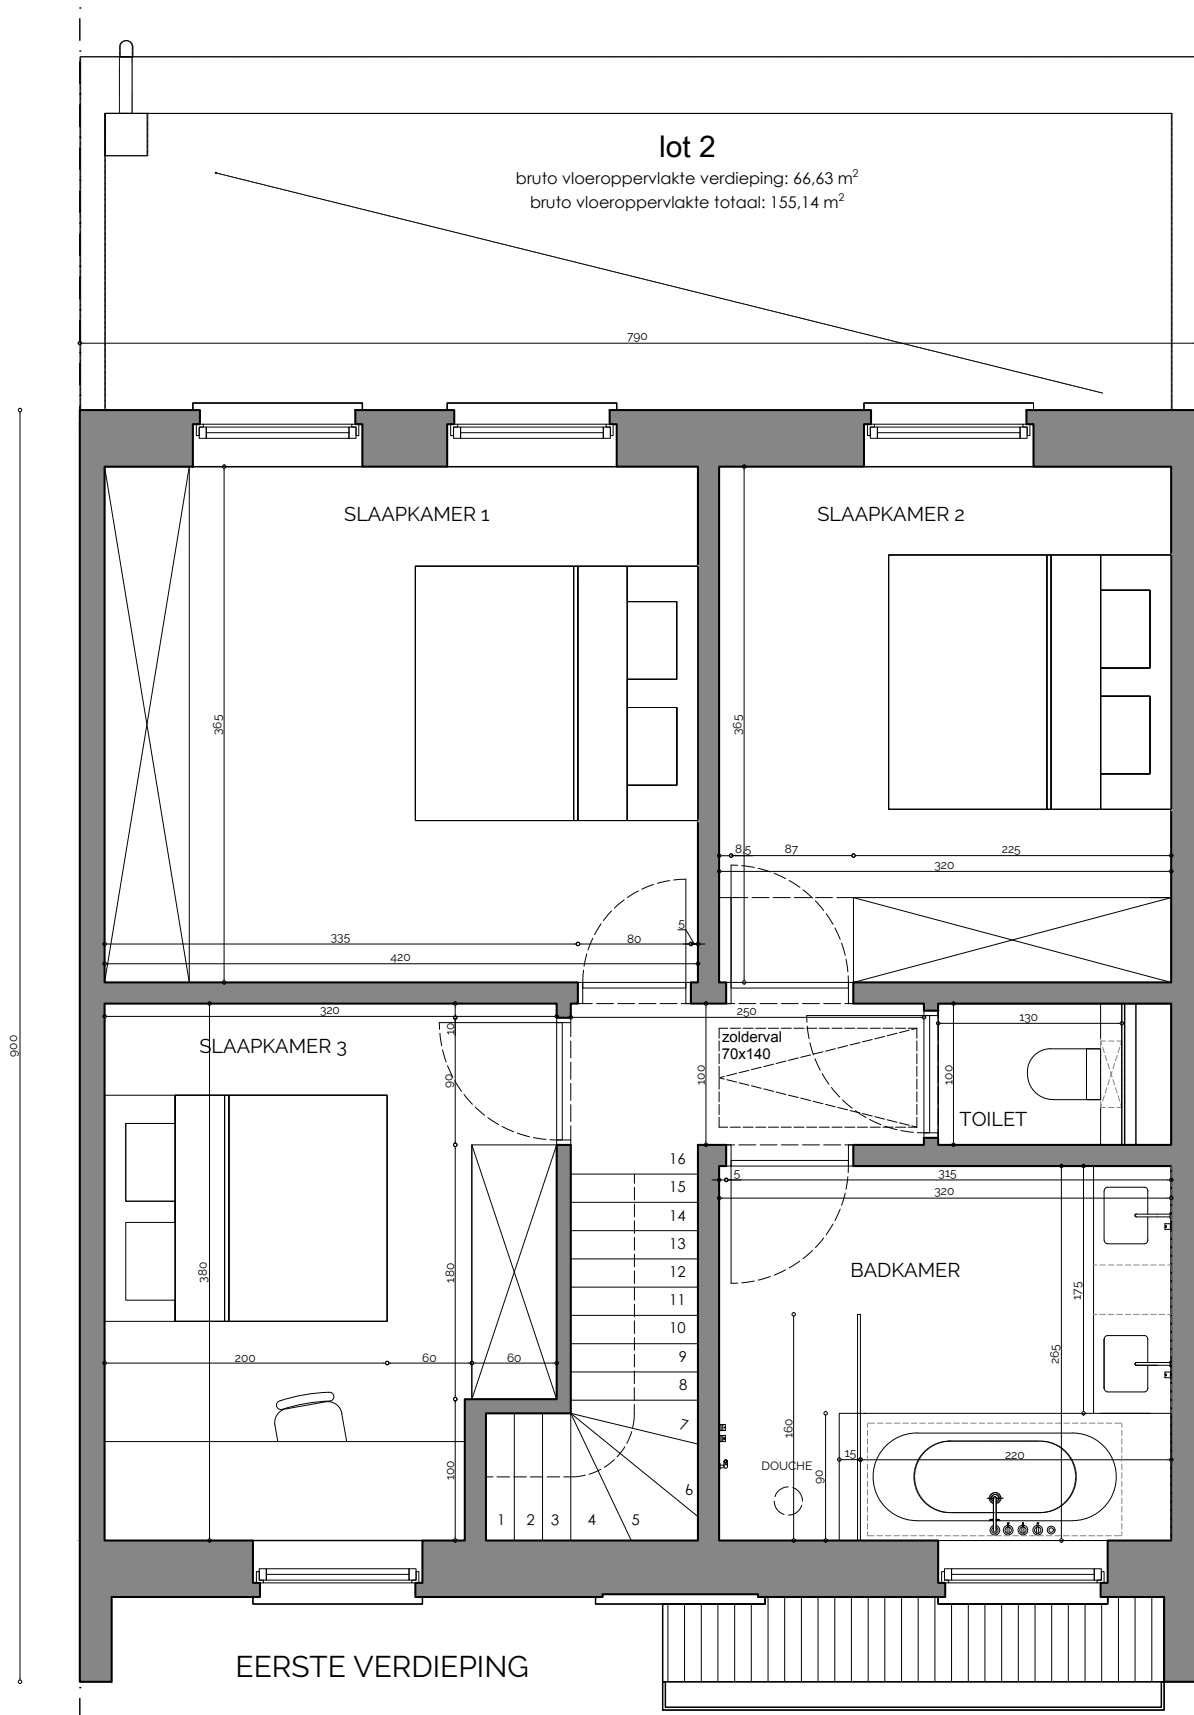 lot 2
bruto vloeroppervlakte verdieping: 66,63 m²
bruto vloeroppervlakte totaal: 155,14 m²
790
900
SLAAPKAMER 1
SLAAPKAMER 2
365
365
8,5 87 225
320
335 80 5
420
320
250
130
SLAAPKAMER 3
10
90
100
zolderval
70x140
100
TOILET
16
15
14
13
12
11
10
9
8
7
6
5
4
3
2
1
5 315
320
BADKAMER
380
180
175
265
200 60 60
160
15 220
DOUCHE
90
100
EERSTE VERDIEPING